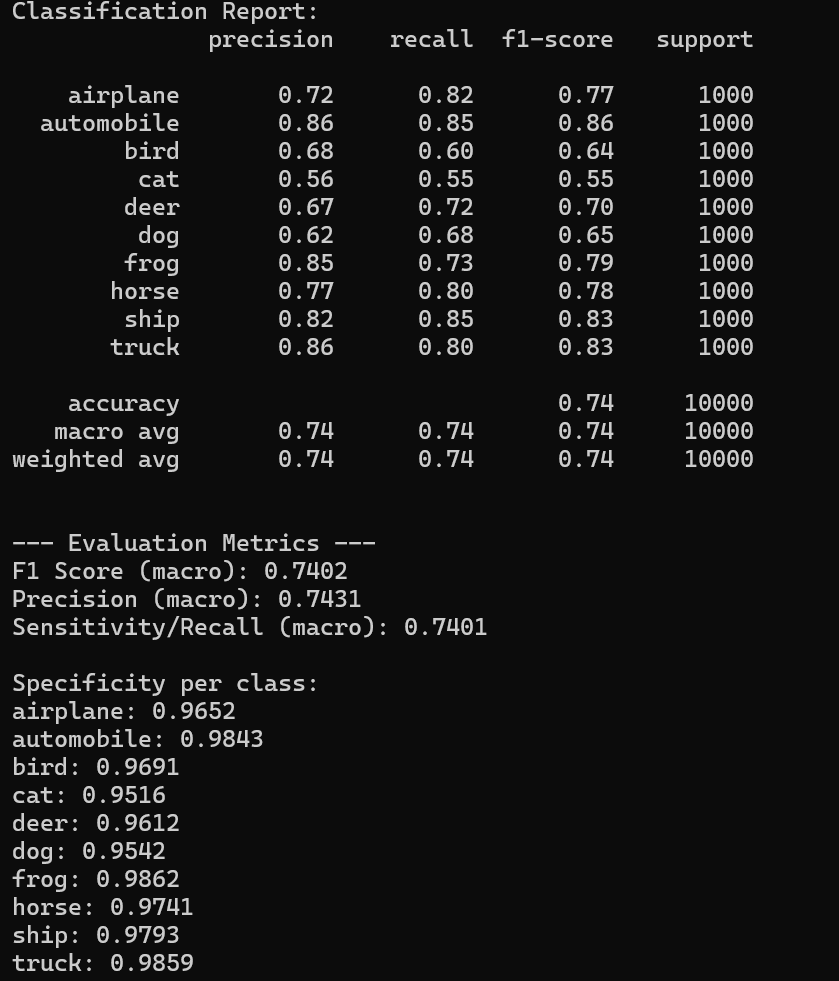 Classification Report:
precision recall f1-score support
airplane 0.72 0.82 0.77 1000
automobile 0.86 0.85 0.86 1000
bird 0.68 0.60 0.64 1000
cat 0.56 0.55 0.55 1000
deer 0.67 0.72 0.70 1000
dog 0.62 0.68 0.65 1000
frog 0.85 0.73 0.79 1000
horse 0.77 0.80 0.78 1000
ship 0.82 0.85 0.83 1000
truck 0.86 0.80 0.83 1000
accuracy 0.74 10000
macro avg 0.74 0.74 0.74 10000
weighted avg 0.74 0.74 0.74 10000
--- Evaluation Metrics ---
F1 Score (macro): 0.7402
Precision (macro): 0.7431
Sensitivity/Recall (macro): 0.7401
Specificity per class:
airplane: 0.9652
automobile: 0.9843
bird: 0.9691
cat: 0.9516
deer: 0.9612
dog: 0.9542
frog: 0.9862
horse: 0.9741
ship: 0.9793
truck: 0.9859